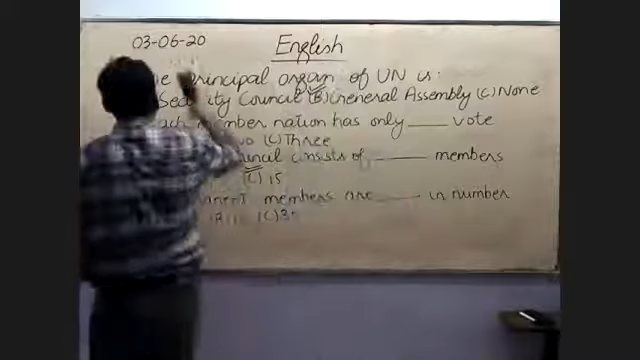 03-06-20
English
Principal organ of UN is:
Security Council (B) General Assembly (C) None
member nation has only ____ vote
(C) Three
consists of ____ members
(C) 15
members are ____ in number
(C) 3